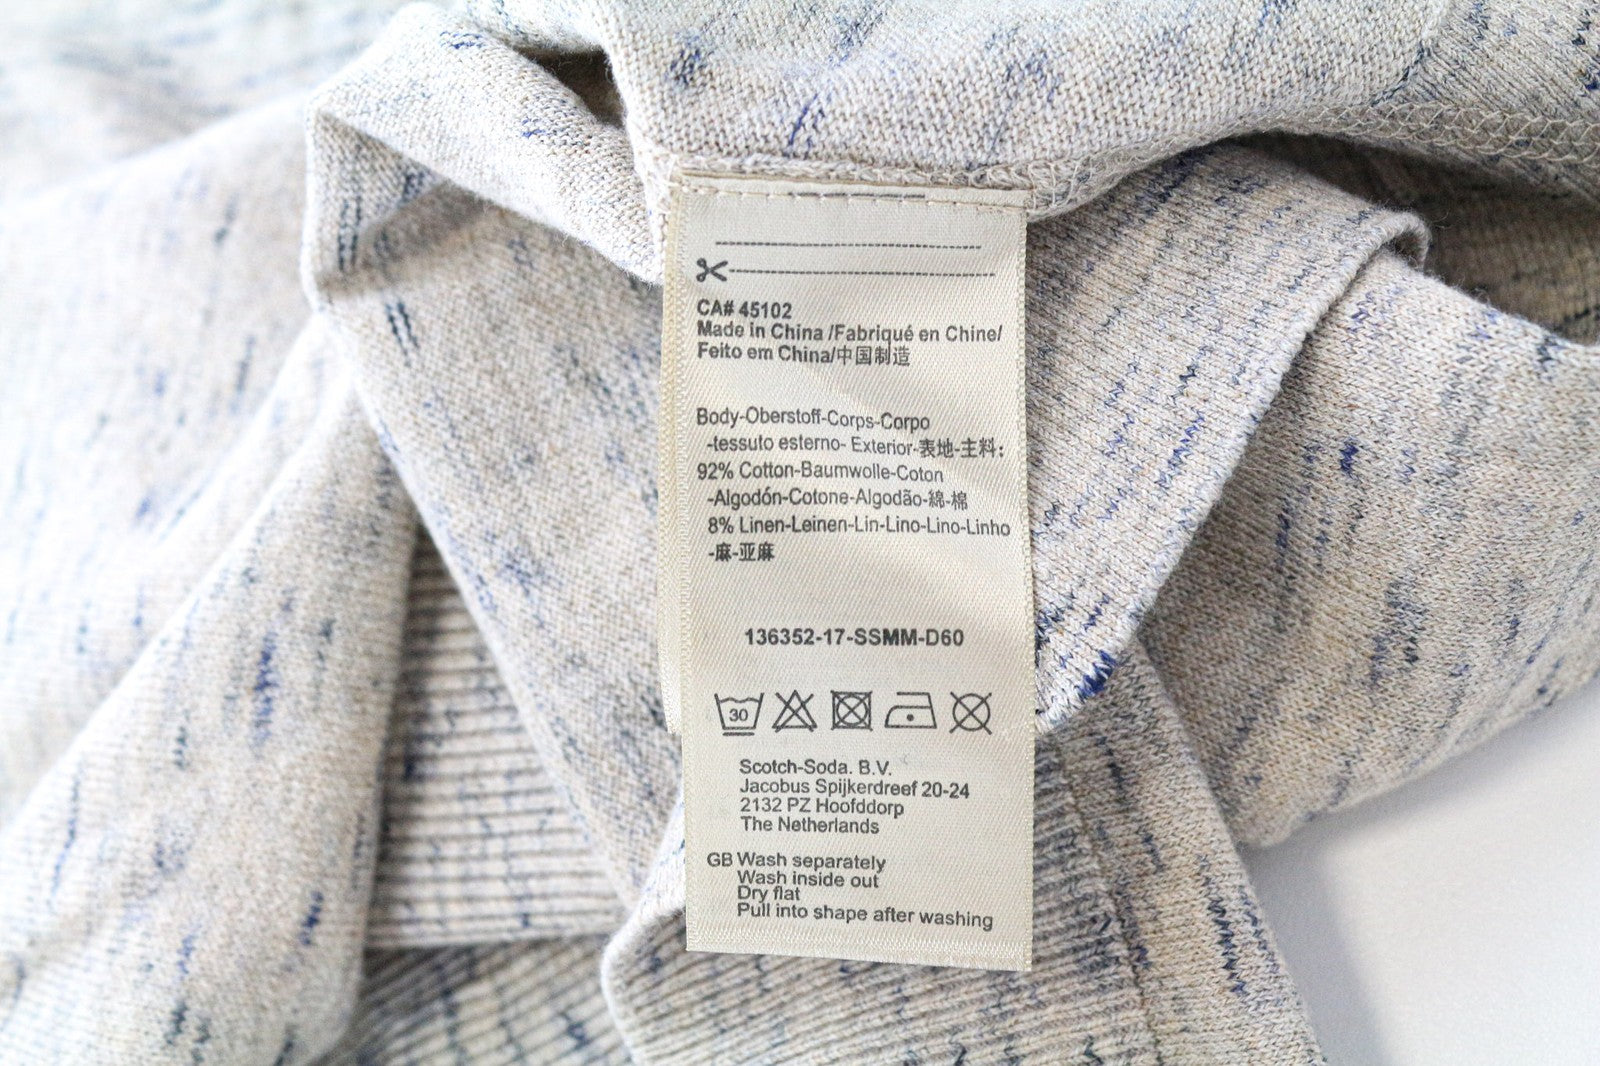 CA# 45102
Made in China /Fabriqué en Chine/
Feito em China/中国制造
Body-Oberstoff-Corps-Corpo
-tessuto esterno- Exterior-表地-主料:
92% Cotton-Baumwolle-Coton
-Algodón-Cotone-Algodão-綿-棉
8% Linen-Leinen-Lin-Lino-Lino-Linho
-麻-亚麻
136352-17-SSMM-D60
30
Scotch-Soda. B.V.
Jacobus Spijkerdreef 20-24
2132 PZ Hoofddorp
The Netherlands
GB Wash separately
Wash inside out
Dry flat
Pull into shape after washing